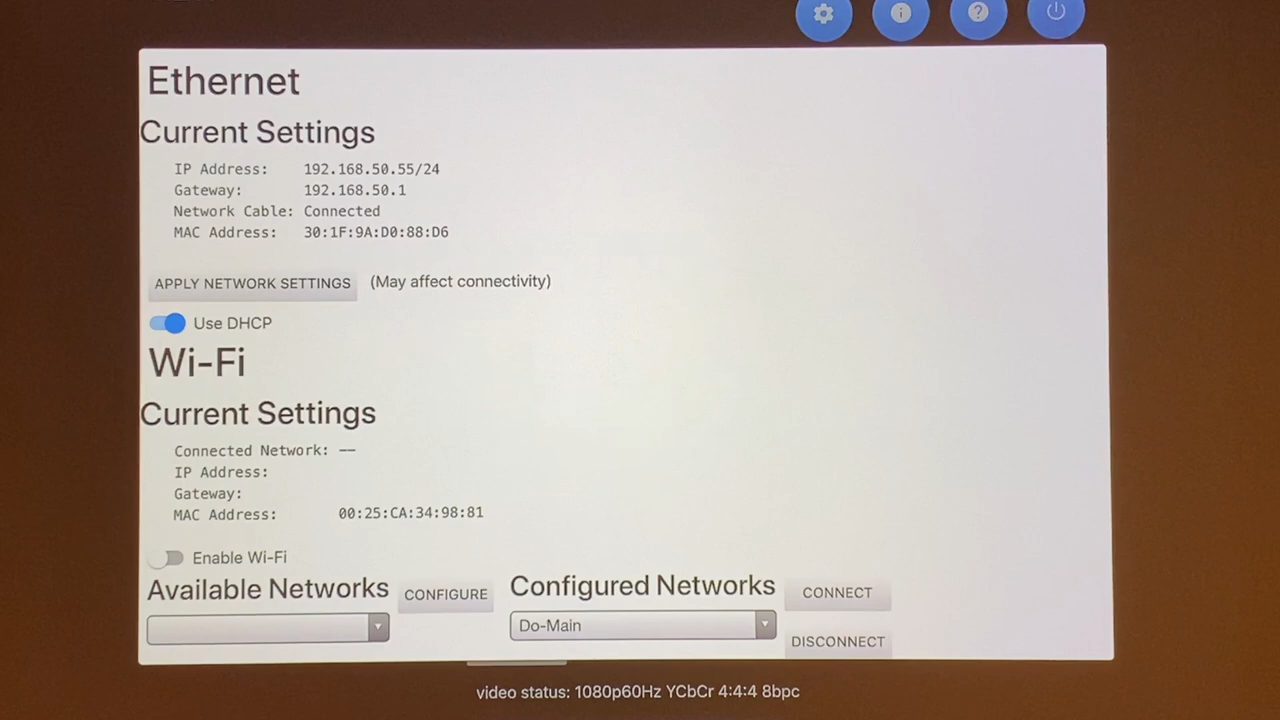 Ethernet
Current Settings
IP Address: 192.168.50.55/24
Gateway: 192.168.50.1
Network Cable: Connected
MAC Address: 30:1F:9A:D0:88:D6
APPLY NETWORK SETTINGS (May affect connectivity)
Use DHCP
Wi-Fi
Current Settings
Connected Network: --
IP Address:
Gateway:
MAC Address: 00:25:CA:34:98:81
Enable Wi-Fi
Available Networks CONFIGURE Configured Networks CONNECT
Do-Main
DISCONNECT
video status: 1080p60Hz YCbCr 4:4:4 8bpc